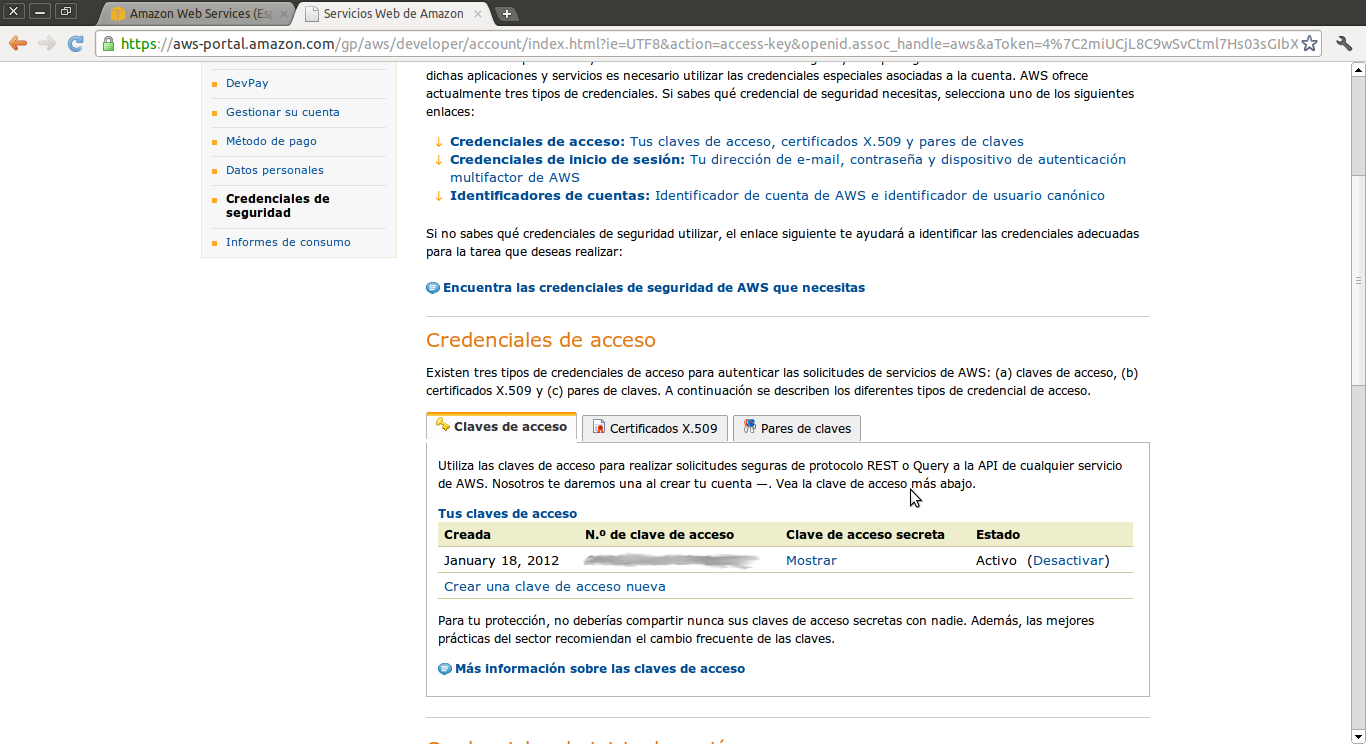 Amazon Web Services (Esp
Servicios Web de Amazon
https://aws-portal.amazon.com/gp/aws/developer/account/index.html?ie=UTF8&action=access-key&openid.assoc_handle=aws&aToken=4%7C2miUCjL8C9wSvCtml7Hs03sGIbX
DevPay
Gestionar su cuenta
Método de pago
Datos personales
Credenciales de
seguridad
Informes de consumo
dichas aplicaciones y servicios es necesario utilizar las credenciales especiales asociadas a la cuenta. AWS ofrece
actualmente tres tipos de credenciales. Si sabes qué credencial de seguridad necesitas, selecciona uno de los siguientes
enlaces:
↓ Credenciales de acceso: Tus claves de acceso, certificados X.509 y pares de claves
↓ Credenciales de inicio de sesión: Tu dirección de e-mail, contraseña y dispositivo de autenticación
multifactor de AWS
↓ Identificadores de cuentas: Identificador de cuenta de AWS e identificador de usuario canónico
Si no sabes qué credenciales de seguridad utilizar, el enlace siguiente te ayudará a identificar las credenciales adecuadas
para la tarea que deseas realizar:
Encuentra las credenciales de seguridad de AWS que necesitas
Credenciales de acceso
Existen tres tipos de credenciales de acceso para autenticar las solicitudes de servicios de AWS: (a) claves de acceso, (b)
certificados X.509 y (c) pares de claves. A continuación se describen los diferentes tipos de credencial de acceso.
Claves de acceso
Certificados X.509
Pares de claves
Utiliza las claves de acceso para realizar solicitudes seguras de protocolo REST o Query a la API de cualquier servicio
de AWS. Nosotros te daremos una al crear tu cuenta —. Vea la clave de acceso más abajo.
Tus claves de acceso
Creada N.º de clave de acceso Clave de acceso secreta Estado
January 18, 2012 Mostrar Activo (Desactivar)
Crear una clave de acceso nueva
Para tu protección, no deberías compartir nunca sus claves de acceso secretas con nadie. Además, las mejores
prácticas del sector recomiendan el cambio frecuente de las claves.
Más información sobre las claves de acceso